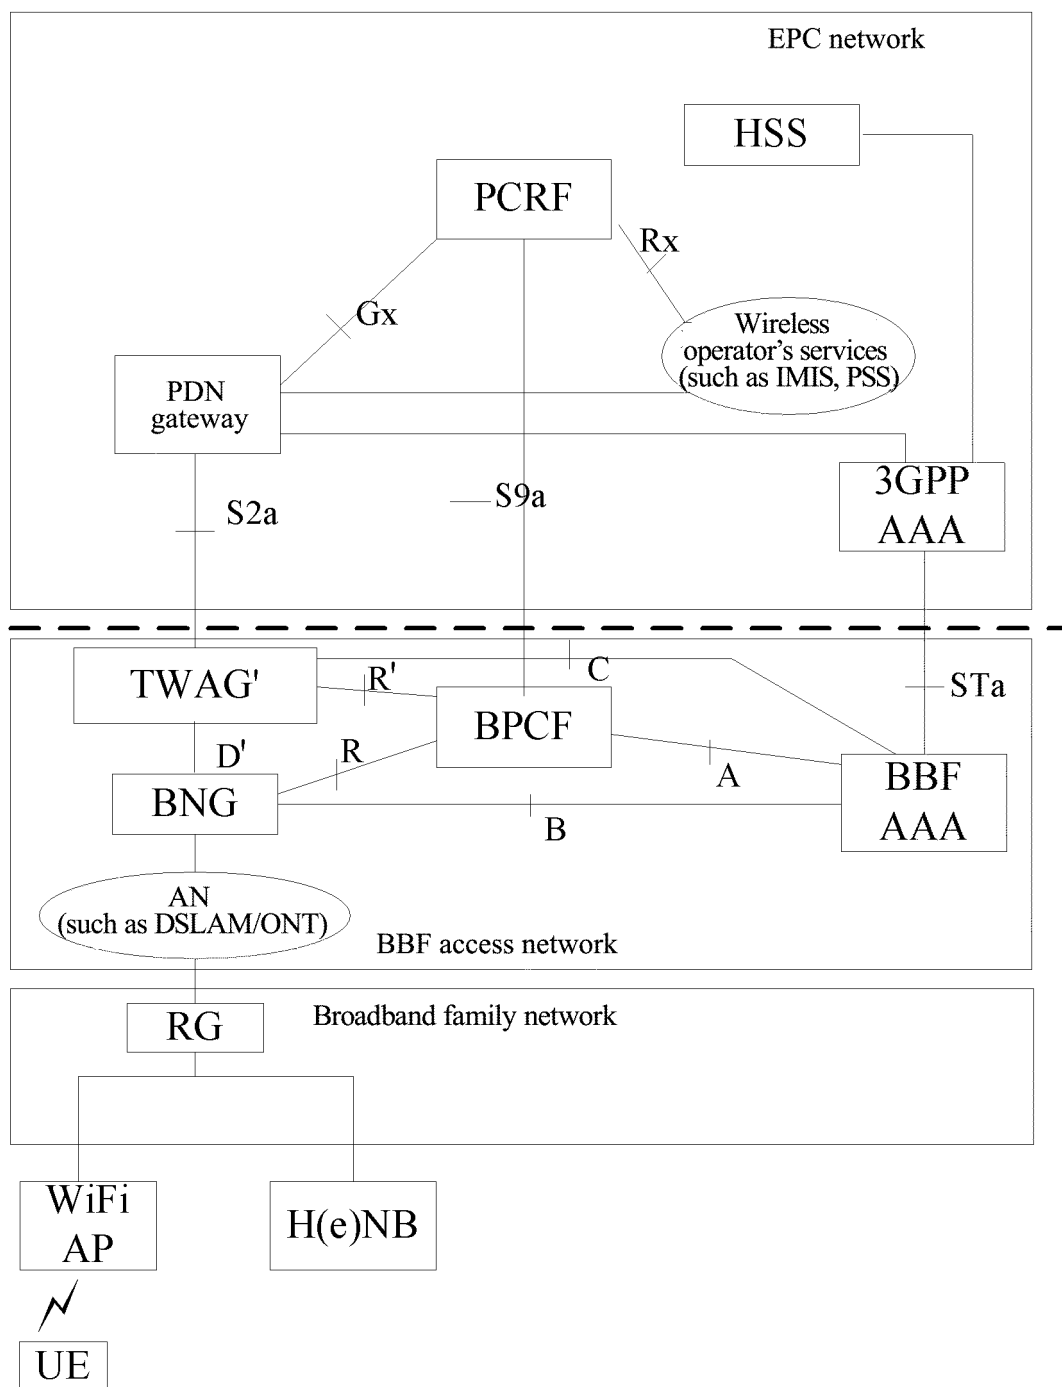 EPC network
HSS
PCRF
Rx
Gx
Wireless
operator's services
(such as IMIS, PSS)
PDN
gateway
3GPP
AAA
S2a
S9a
TWAG'
R'
C
STa
BPCF
D'
R
A
BBF
AAA
BNG
B
AN
(such as DSLAM/ONT)
BBF access network
RG
Broadband family network
WiFi
AP
H(e)NB
UE